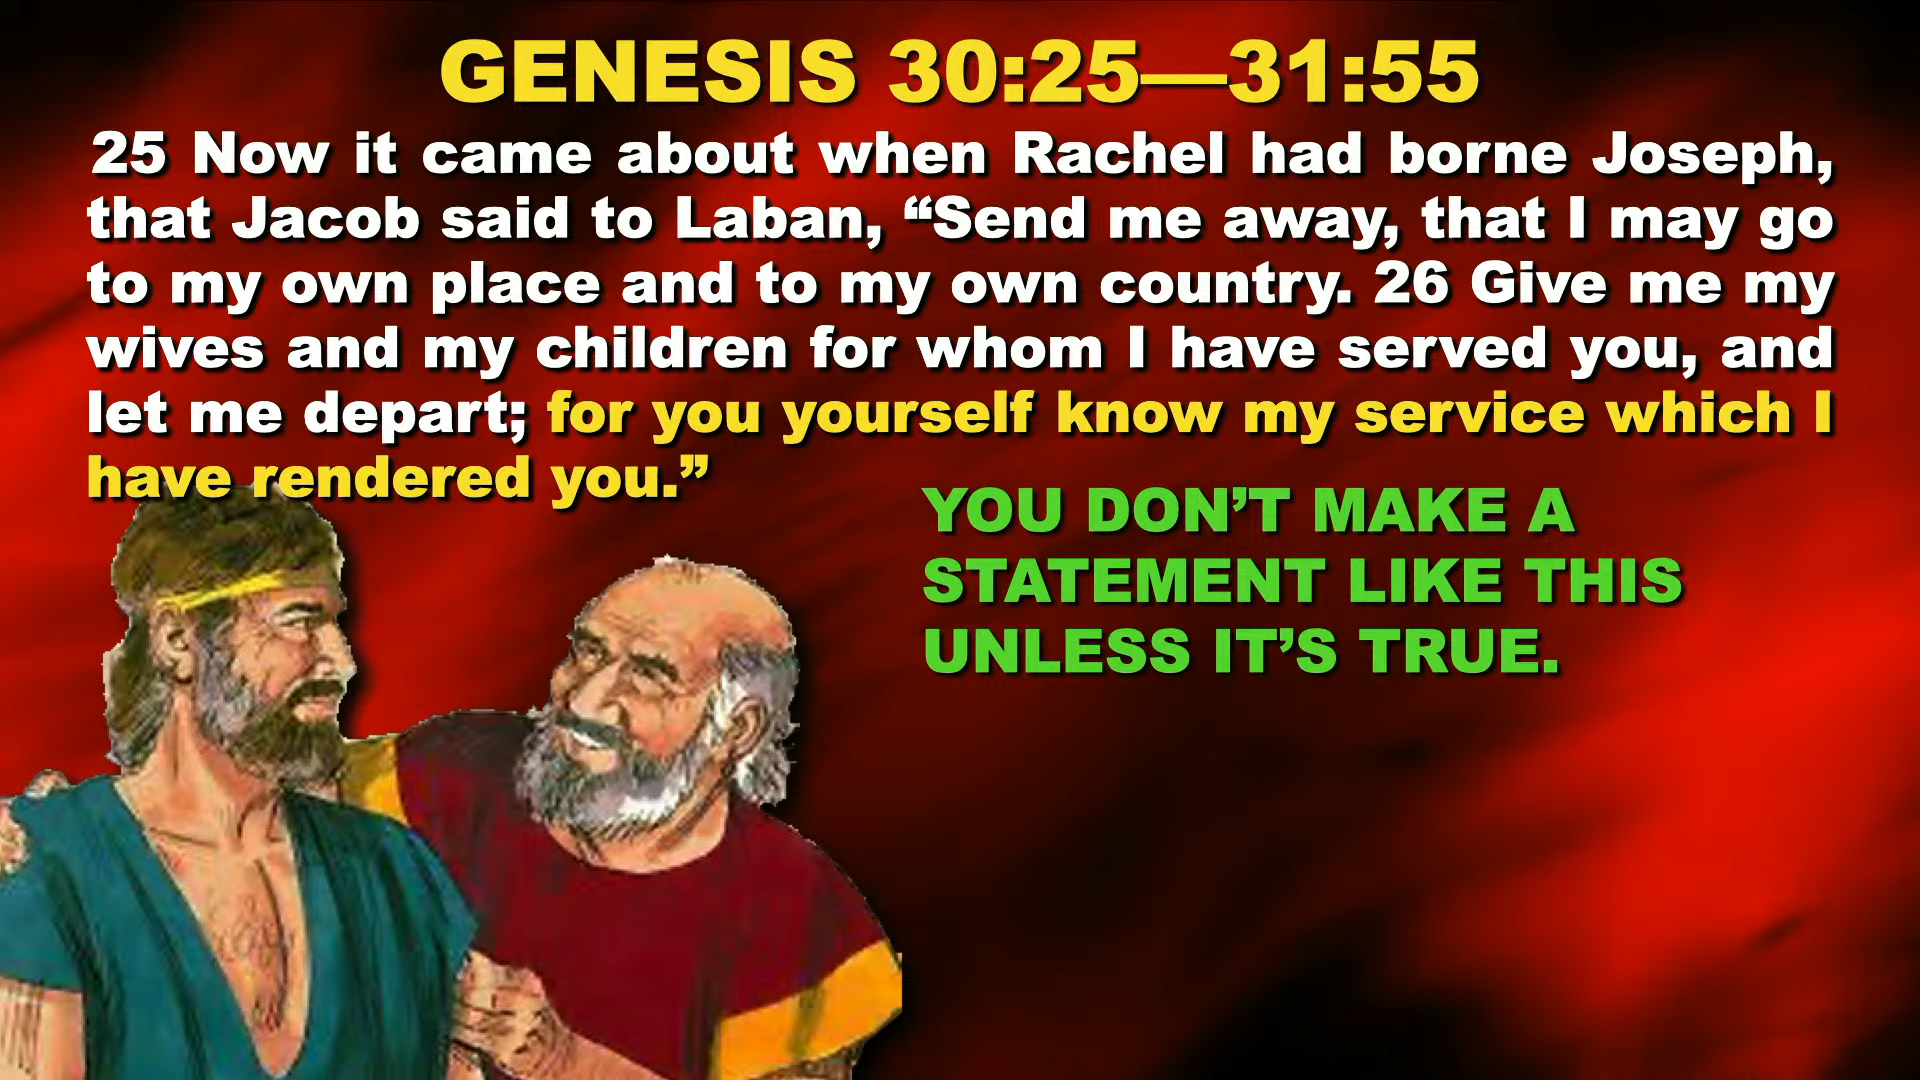 GENESIS 30:25—31:55
25 Now it came about when Rachel had borne Joseph,
that Jacob said to Laban, “Send me away, that I may go
to my own place and to my own country. 26 Give me my
wives and my children for whom I have served you, and
let me depart; for you yourself know my service which I
have rendered you.”
YOU DON’T MAKE A
STATEMENT LIKE THIS
UNLESS IT’S TRUE.